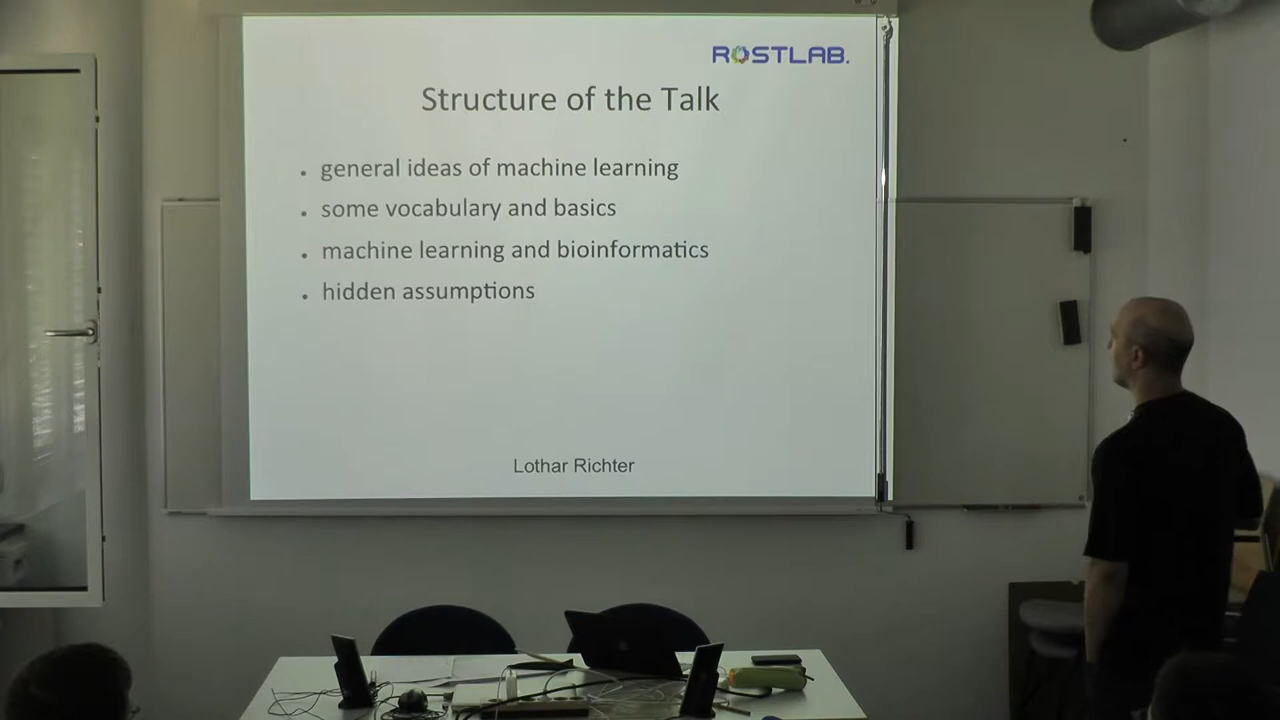 ROSTLAB.
Structure of the Talk
general ideas of machine learning
some vocabulary and basics
machine learning and bioinformatics
hidden assumptions
Lothar Richter